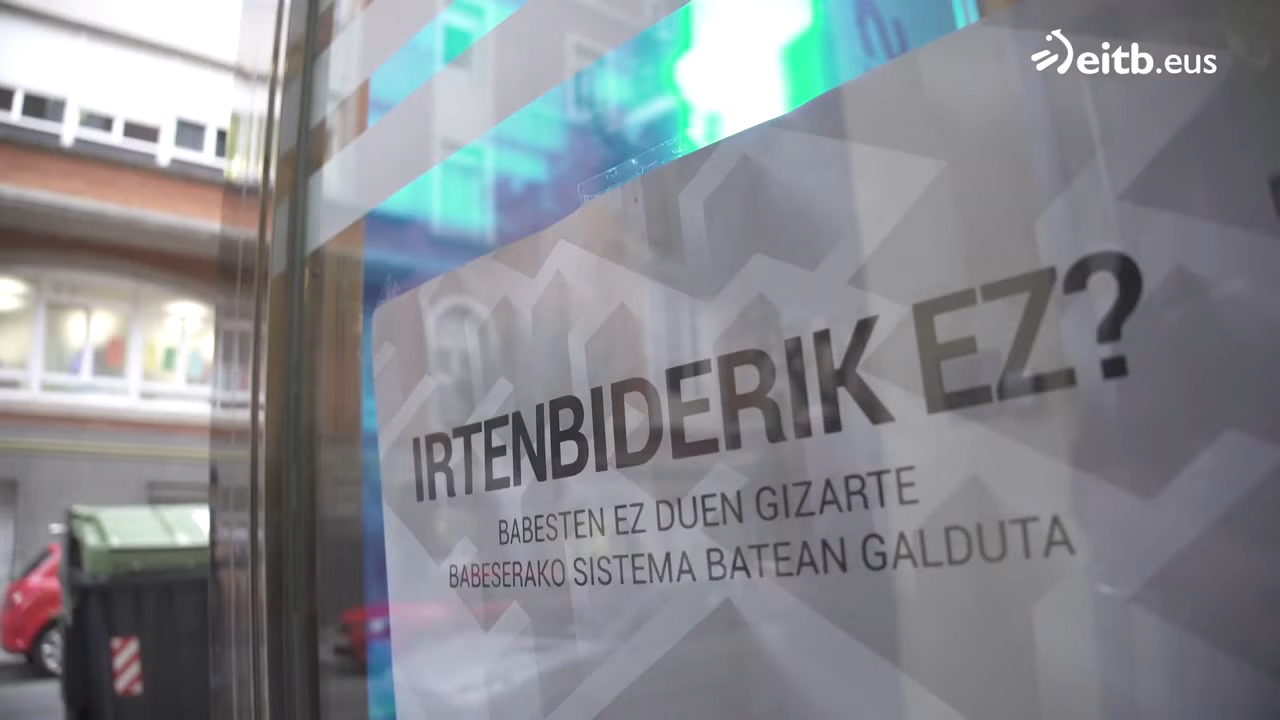 eitb.eus
IRTENBIDERIK EZ?
BABESTEN EZ DUEN GIZARTE
BABESERAKO SISTEMA BATEAN GALDUTA